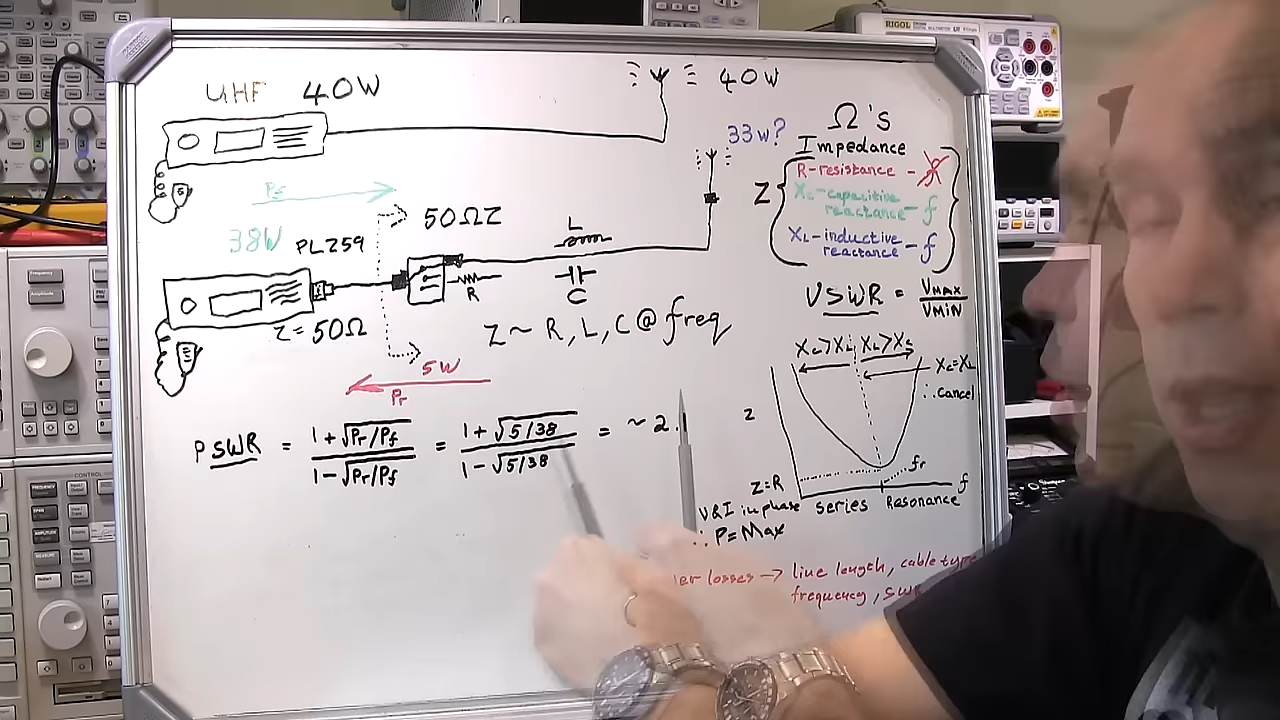 UHF 40W
40W
RIGOL
33W?
Ω's
Impedance
Z
R-resistance -
Xc-capacitive
reactance-f
XL-inductive
reactance -f
Pf
38W PL259
50ΩZ
L
R
C
Z=50Ω
Z~ R, L, C @ freq
5W
Pr
VSWR = VMAX
VMIN
Xc>XL XL>Xc
Xc=XL
∴cancel
PSWR = 1+√Pr/Pf = 1+√5/38 = ~2.1
1-√Pr/Pf 1-√5/38
Z
fr
Z=R
f
V&I in phase series Resonance
∴ P=Max
losses → line length, cable type
frequency, SWR